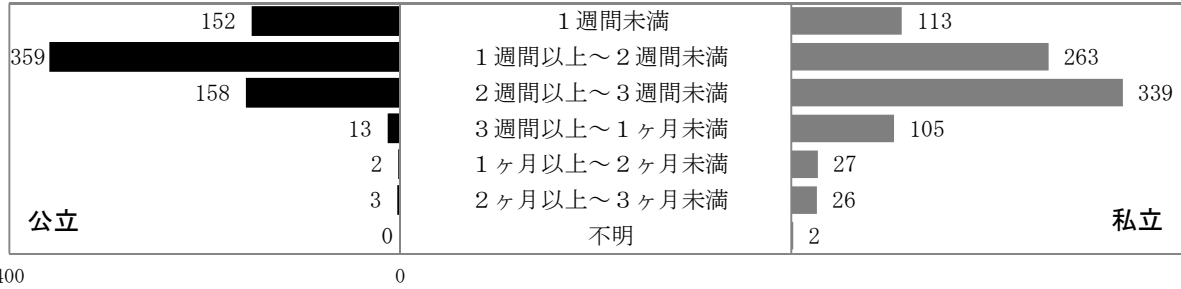 152 1週間未満 113
359 1週間以上～2週間未満 263
158 2週間以上～3週間未満 339
13 3週間以上～1ヶ月未満 105
2 1ヶ月以上～2ヶ月未満 27
3 2ヶ月以上～3ヶ月未満 26
公立 0 不明 2 私立
400 0